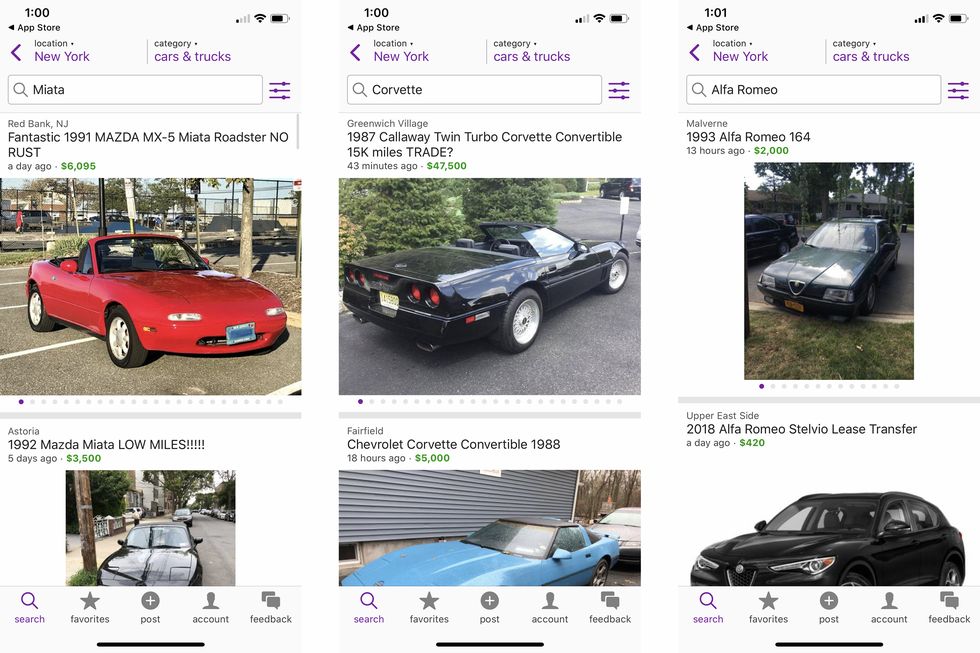 1:00
◀ App Store
location ▾
New York
category ▾
cars & trucks
Miata
Red Bank, NJ
Fantastic 1991 MAZDA MX-5 Miata Roadster NO
RUST
a day ago · $6,095
Astoria
1992 Mazda Miata LOW MILES!!!!!
5 days ago · $3,500
search
favorites
post
account
feedback
1:00
◀ App Store
location ▾
New York
category ▾
cars & trucks
Corvette
Greenwich Village
1987 Callaway Twin Turbo Corvette Convertible
15K miles TRADE?
43 minutes ago · $47,500
Fairfield
Chevrolet Corvette Convertible 1988
18 hours ago · $5,000
search
favorites
post
account
feedback
1:01
◀ App Store
location ▾
New York
category ▾
cars & trucks
Alfa Romeo
Malverne
1993 Alfa Romeo 164
13 hours ago · $2,000
Upper East Side
2018 Alfa Romeo Stelvio Lease Transfer
a day ago · $420
search
favorites
post
account
feedback